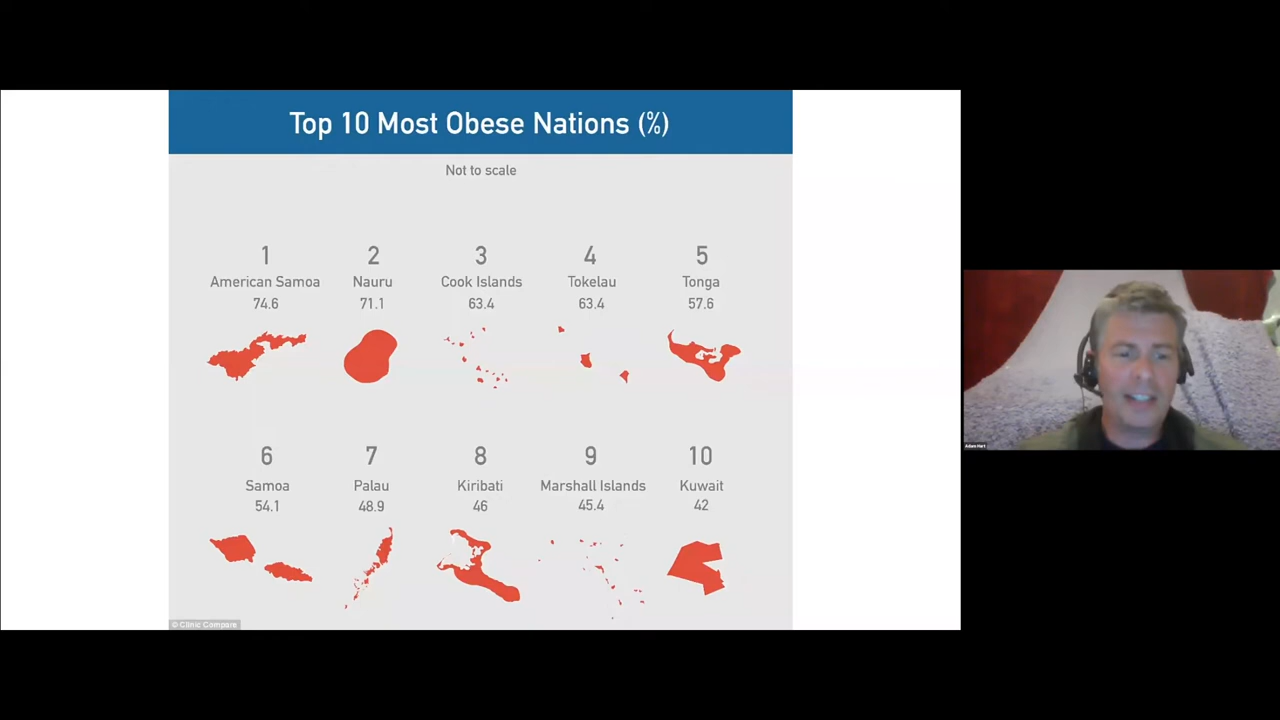 Top 10 Most Obese Nations (%)
Not to scale
1 2 3 4 5
American Samoa Nauru Cook Islands Tokelau Tonga
74.6 71.1 63.4 63.4 57.6
6 7 8 9 10
Samoa Palau Kiribati Marshall Islands Kuwait
54.1 48.9 46 45.4 42
© Clinic Compare
Adam Hart